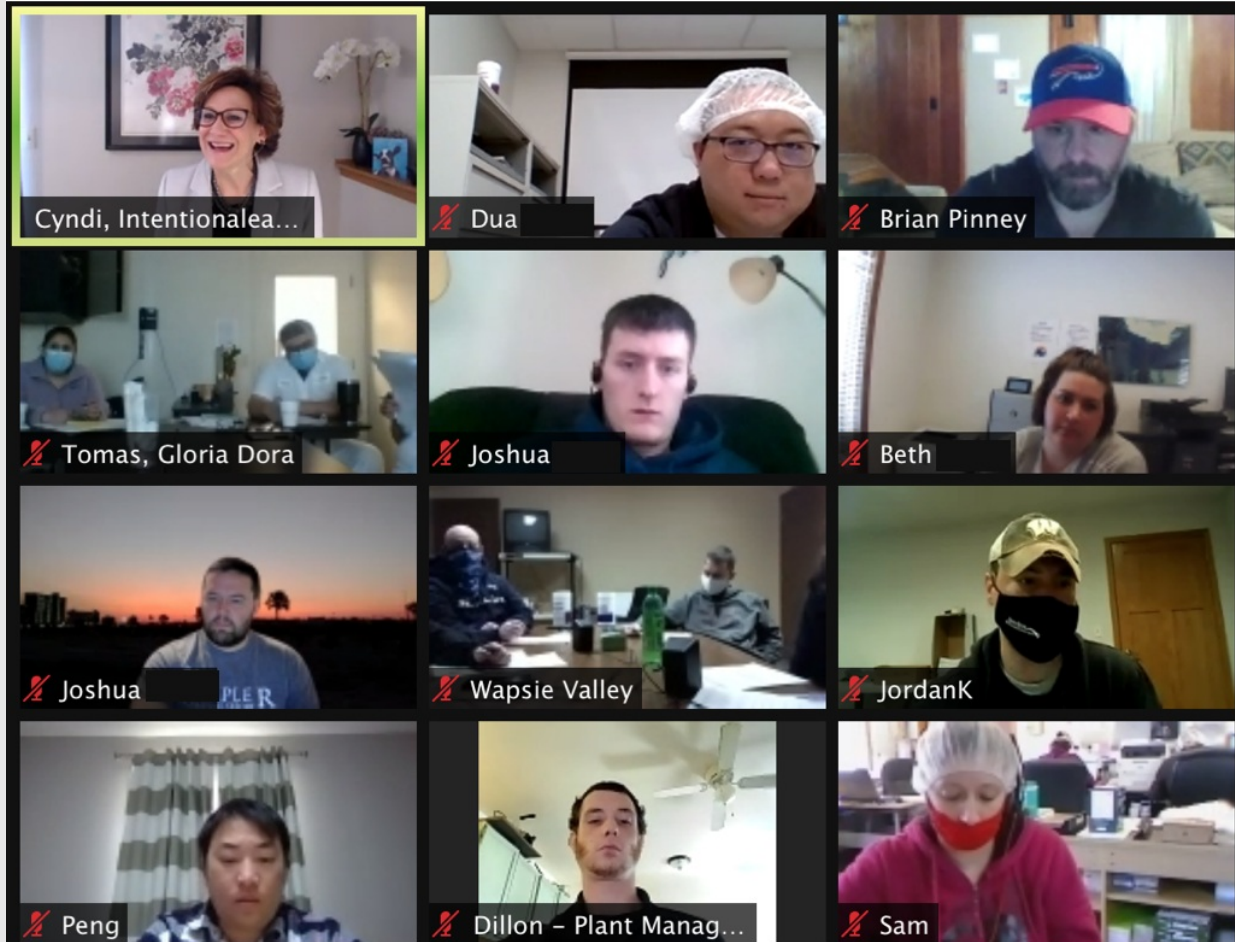 Cyndi, Intentionalea...
Dua
Brian Pinney
Tomas, Gloria Dora
Joshua
Beth
Joshua
PLER
Wapsie Valley
W
JordanK
Peng
Dillon – Plant Manag...
Sam